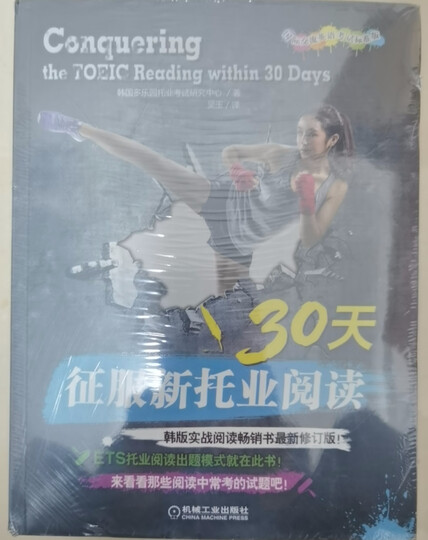 Conquering
the TOEIC Reading within 30 Days
30天
征服新托业阅读
韩版实战阅读畅销书最新修订版!
ETS托业阅读出题模式就在此书!
来看看那些阅读中常考的试题吧!
机械工业出版社
CHINA MACHINE PRESS